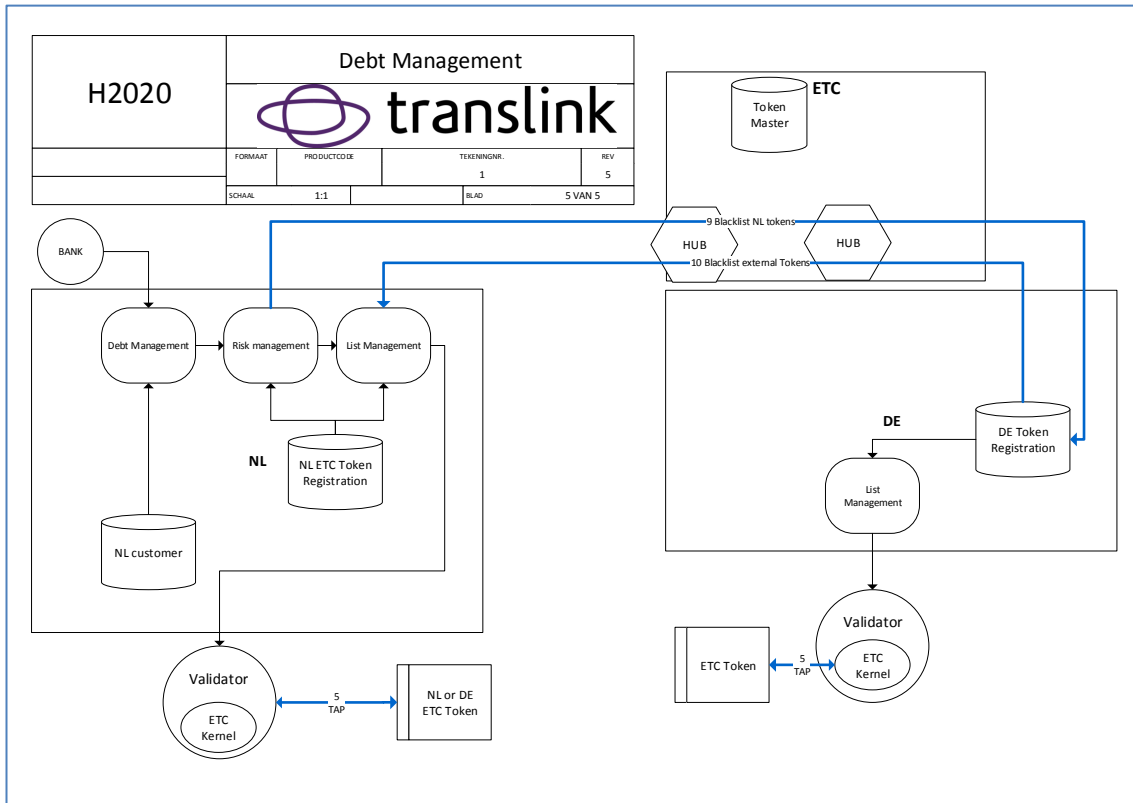 H2020
Debt Management
translink
FORMAAT
PRODUCTCODE
TEKENINGNR.
1
REV
5
SCHAAL
1:1
BLAD
5 VAN 5
ETC
Token
Master
HUB
HUB
9 Blacklist NL tokens
10 Blacklist external Tokens
BANK
Debt Management
Risk management
List Management
NL
NL ETC Token
Registration
NL customer
DE
DE Token
Registration
List
Management
Validator
ETC
Kernel
5
TAP
NL or DE
ETC Token
ETC Token
5
TAP
Validator
ETC
Kernel